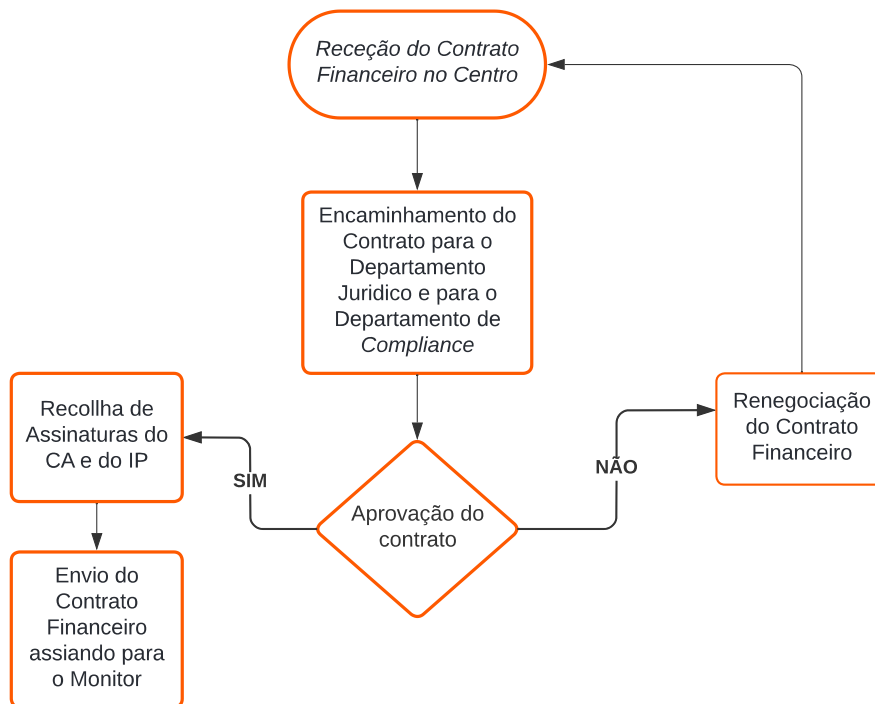 Receção do Contrato
Financeiro no Centro
Encaminhamento do
Contrato para o
Departamento
Juridico e para o
Departamento de
Compliance
Recollha de
Assinaturas do
CA e do IP
SIM
Aprovação do
contrato
NÃO
Renegociação
do Contrato
Financeiro
Envio do
Contrato
Financeiro
assiando para
o Monitor